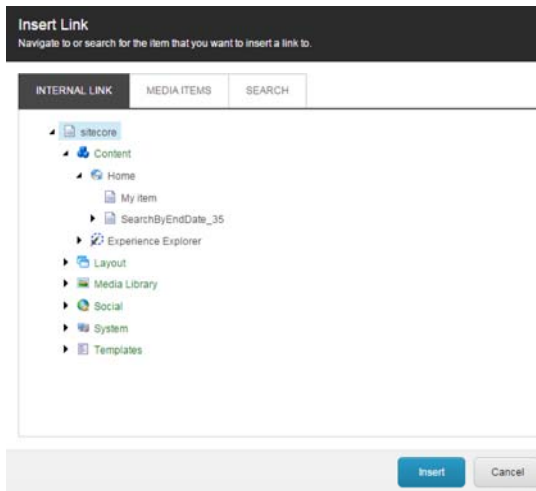 Insert Link
Navigate to or search for the item that you want to insert a link to.
INTERNAL LINK MEDIA ITEMS SEARCH
sitecore
Content
Home
My item
SearchByEndDate_35
Experience Explorer
Layout
Media Library
Social
System
Templates
Insert Cancel